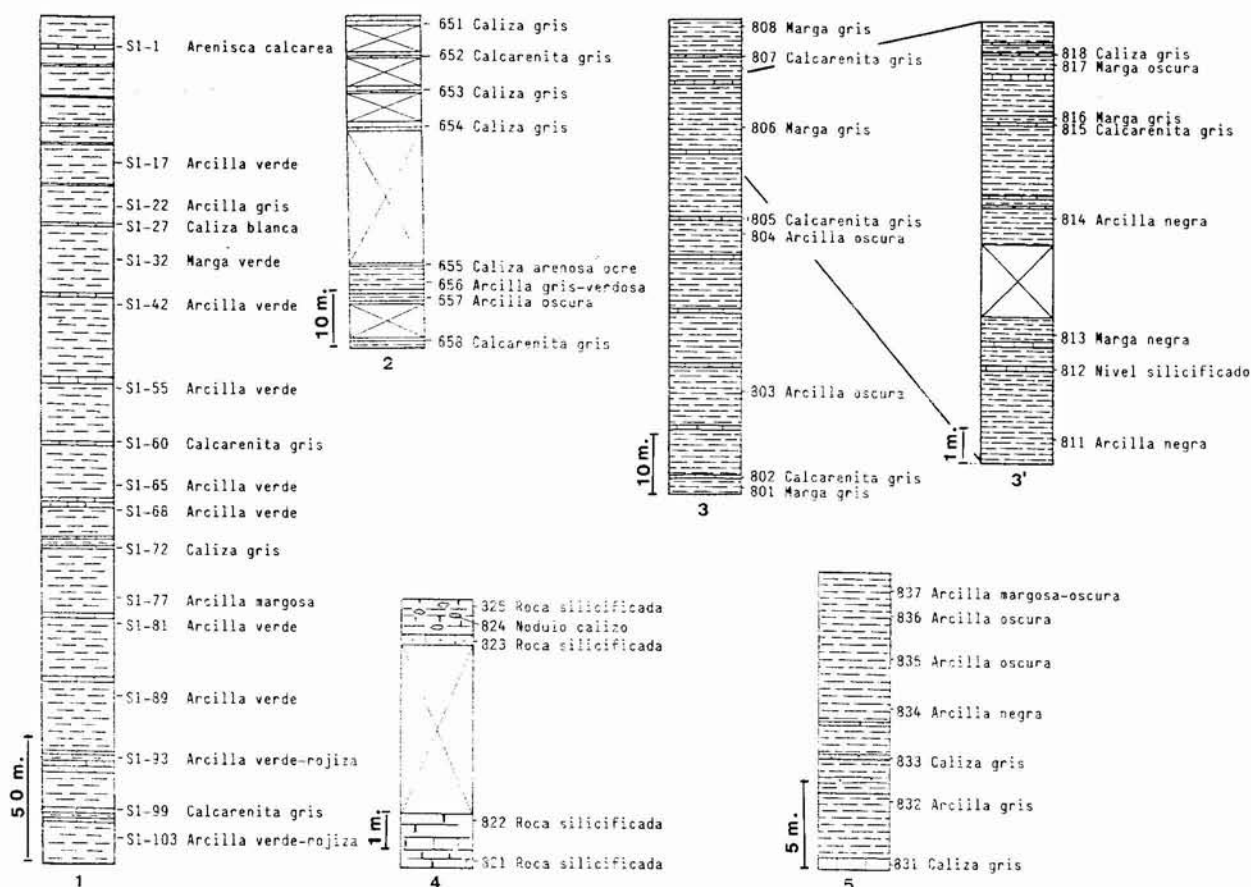 S1-1 Arenisca calcarea
S1-17 Arcilla verde
S1-22 Arcilla gris
S1-27 Caliza blanca
S1-32 Marga verde
S1-42 Arcilla verde
S1-55 Arcilla verde
S1-60 Calcarenita gris
S1-65 Arcilla verde
S1-68 Arcilla verde
S1-72 Caliza gris
S1-77 Arcilla margosa
S1-81 Arcilla verde
S1-89 Arcilla verde
S1-93 Arcilla verde-rojiza
S1-99 Calcarenita gris
S1-103 Arcilla verde-rojiza
50 m.
1
651 Caliza gris
652 Calcarenita gris
653 Caliza gris
654 Caliza gris
655 Caliza arenosa ocre
656 Arcilla gris-verdosa
657 Arcilla oscura
658 Calcarenita gris
10 m.
2
808 Marga gris
807 Calcarenita gris
806 Marga gris
805 Calcarenita gris
804 Arcilla oscura
803 Arcilla oscura
802 Calcarenita gris
801 Marga gris
10 m.
3
818 Caliza gris
817 Marga oscura
816 Marga gris
815 Calcarenita gris
814 Arcilla negra
813 Marga negra
812 Nivel silicificado
811 Arcilla negra
1 m.
3'
325 Roca silicificada
824 Nodulo calizo
823 Roca silicificada
822 Roca silicificada
821 Roca silicificada
1 m.
4
837 Arcilla margosa-oscura
836 Arcilla oscura
835 Arcilla oscura
834 Arcilla negra
833 Caliza gris
832 Arcilla gris
831 Caliza gris
5 m.
5